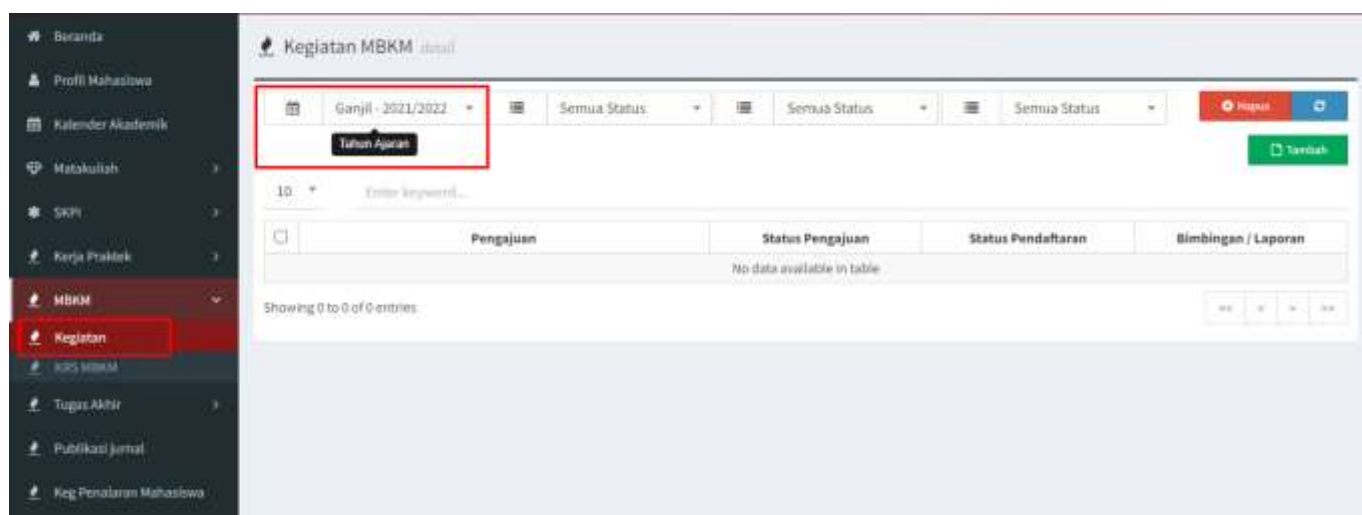 Beranda
Profil Mahasiswa
Kalender Akademik
Matakuliah
SKPI
Kerja Praktek
MBKM
Kegiatan
KRS MBKM
Tugas Akhir
Publikasi Jurnal
Keg Penalaran Mahasiswa
Kegiatan MBKM detail
Ganjil - 2021/2022 Semua Status Semua Status Semua Status Hapus
Tahun Ajaran
Tambah
10 Enter keyword...
Pengajuan Status Pengajuan Status Pendaftaran Bimbingan / Laporan
No data available in table
Showing 0 to 0 of 0 entries
<< < > >>